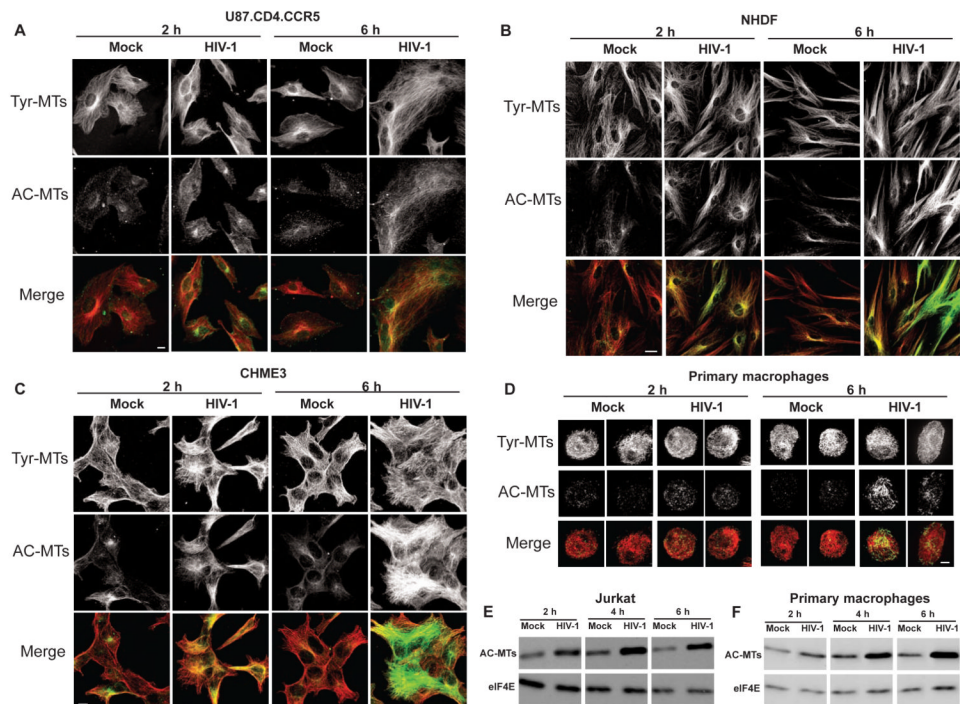 A
U87.CD4.CCR5
2 h 6 h
Mock HIV-1 Mock HIV-1
Tyr-MTs
AC-MTs
Merge
B
NHDF
2 h 6 h
Mock HIV-1 Mock HIV-1
Tyr-MTs
AC-MTs
Merge
C
CHME3
2 h 6 h
Mock HIV-1 Mock HIV-1
Tyr-MTs
AC-MTs
Merge
D
Primary macrophages
2 h 6 h
Mock HIV-1 Mock HIV-1
Tyr-MTs
AC-MTs
Merge
E
Jurkat
2 h 4 h 6 h
Mock HIV-1 Mock HIV-1 Mock HIV-1
AC-MTs
eIF4E
F
Primary macrophages
2 h 4 h 6 h
Mock HIV-1 Mock HIV-1 Mock HIV-1
AC-MTs
eIF4E